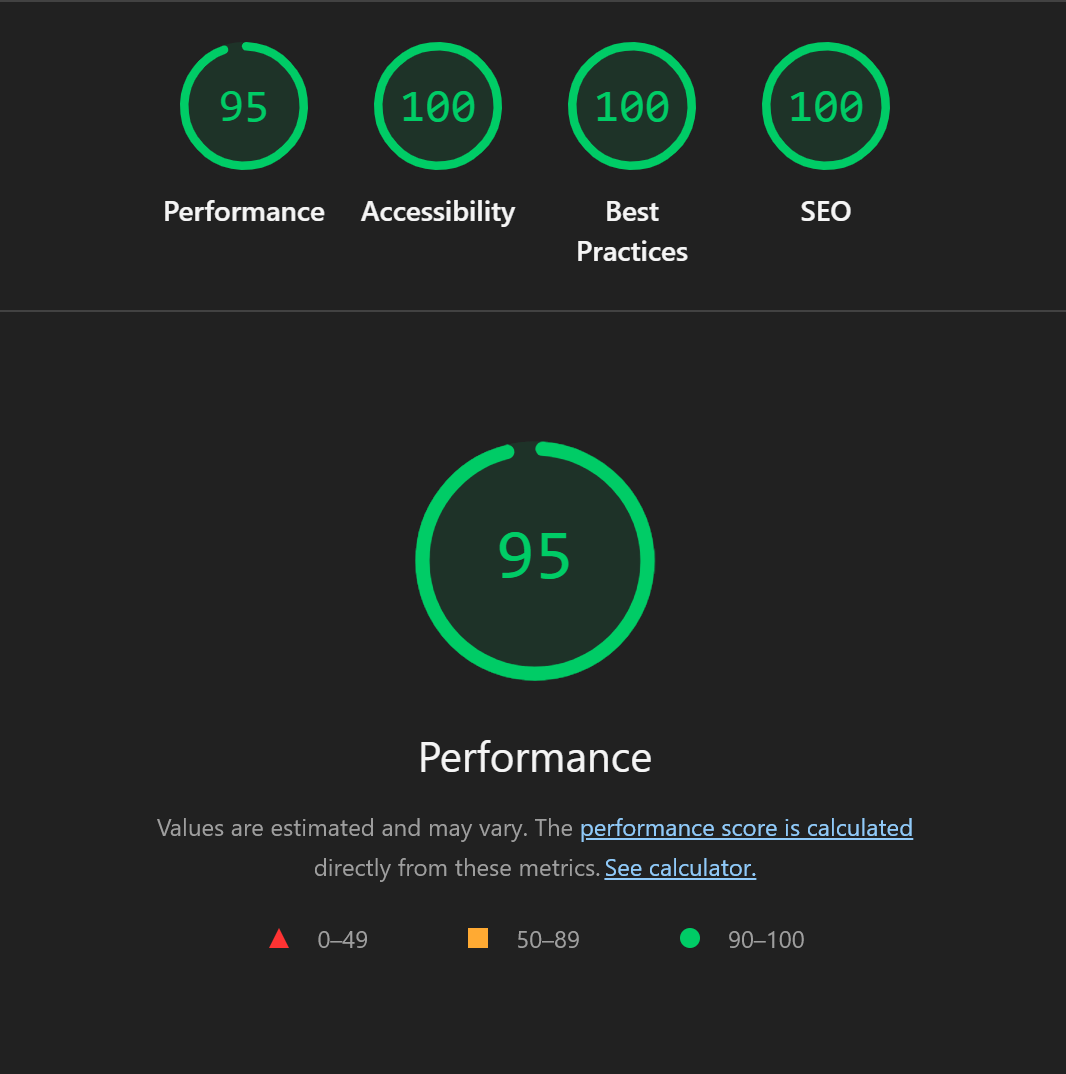 95
100
100
100
Performance
Accessibility
Best
Practices
SEO
95
Performance
Values are estimated and may vary. The performance score is calculated
directly from these metrics. See calculator.
0–49
50–89
90–100